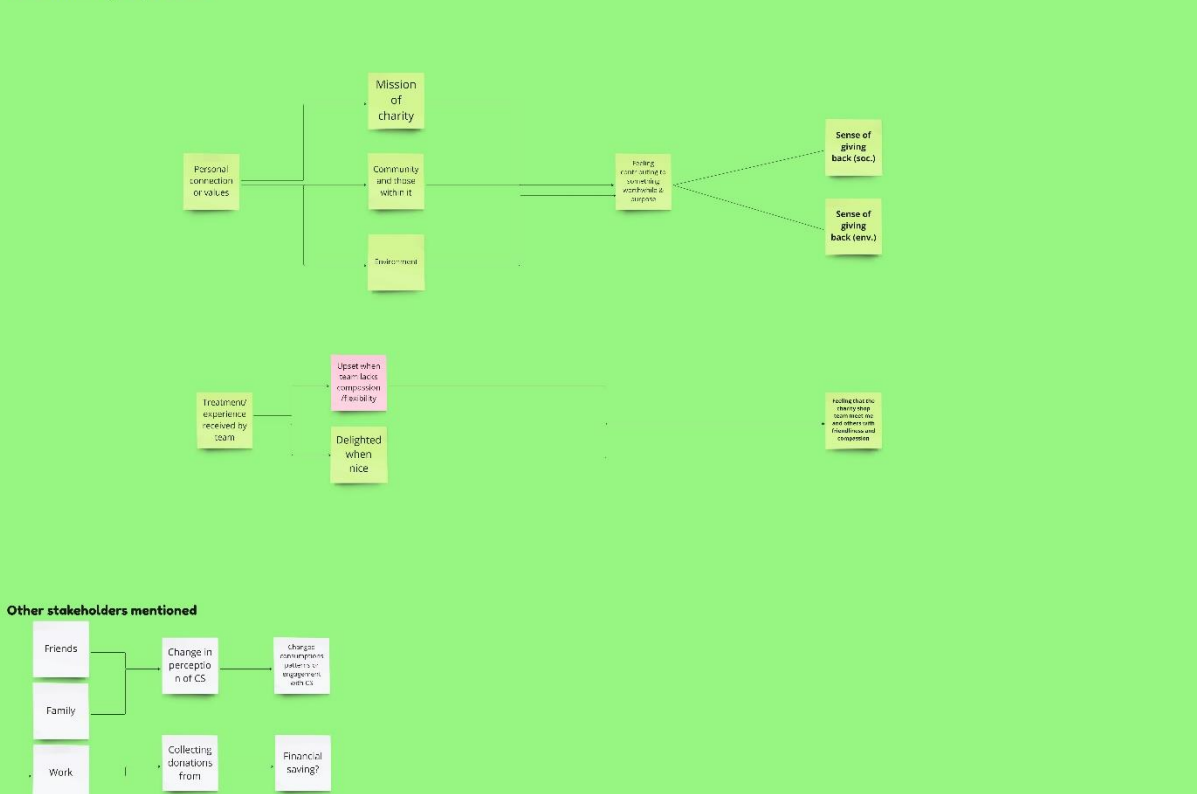 Mission
of
charity
Personal
connection
or values
Community
and those
within it
Environment
Feeling
contributing to
something
worthwhile &
purpose
Sense of
giving
back (soc.)
Sense of
giving
back (env.)
Treatment/
experience
received by
team
Upset when
team lacks
compassion
/flexibility
Delighted
when
nice
Feeling that the
charity shop
team meet me
and others with
friendliness and
compassion
Other stakeholders mentioned
Friends
Family
Work
Change in
perceptio
n of CS
Changes
consumptions
patterns or
engagement
with CS
Collecting
donations
from
Financial
saving?